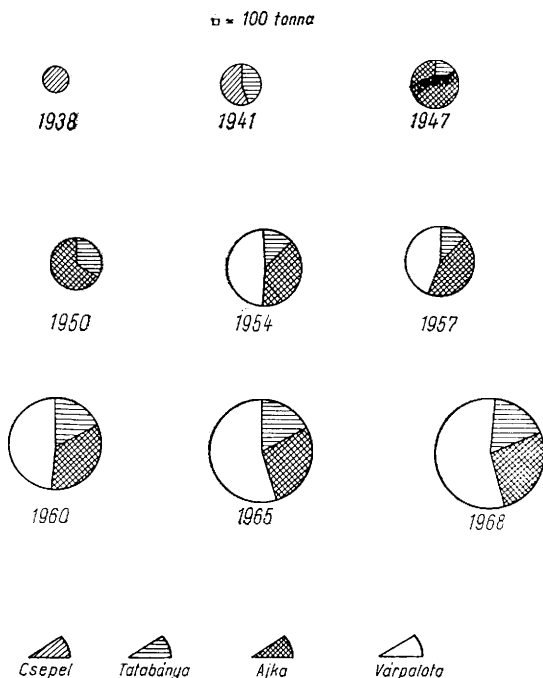 ▫ = 100 tonna
1938
1941
1947
1950
1954
1957
1960
1965
1968
Csepel
Tatabánya
Ajka
Várpalota